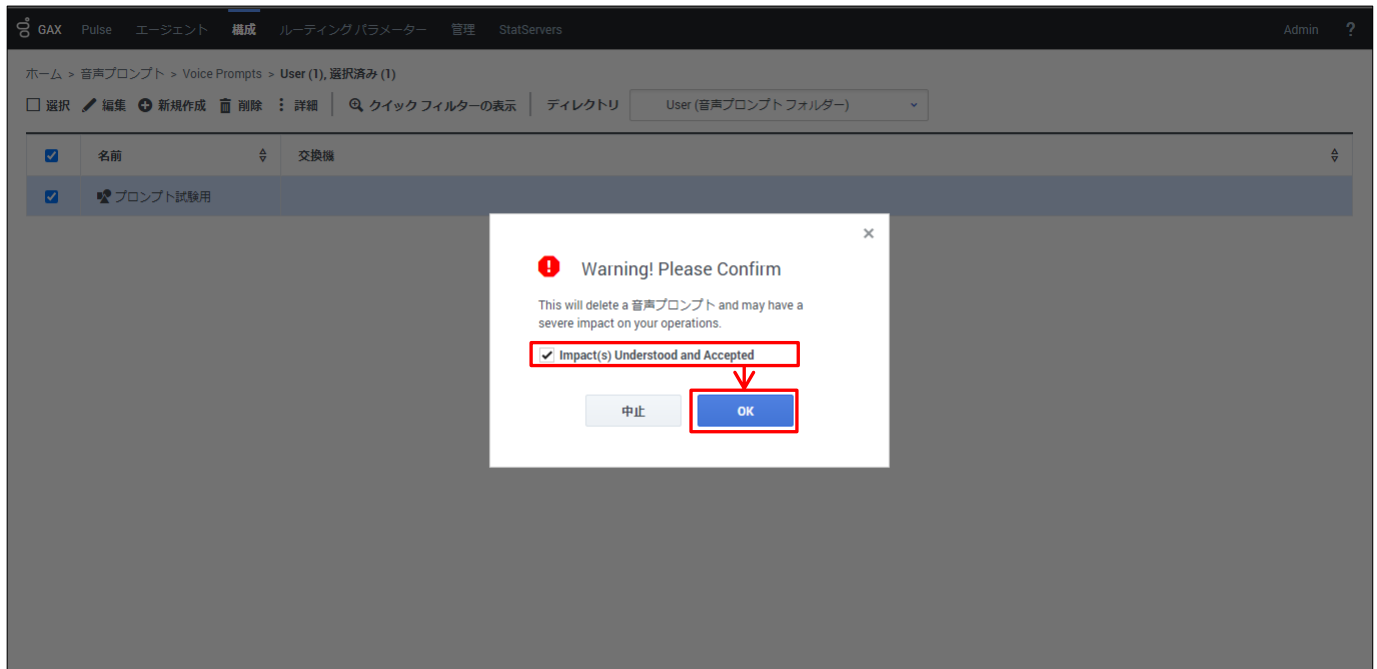 GAX Pulse エージェント 構成 ルーティング パラメーター 管理 StatServers Admin ?
ホーム > 音声プロンプト > Voice Prompts > User (1), 選択済み (1)
選択 編集 新規作成 削除 詳細 クイック フィルターの表示 ディレクトリ User (音声プロンプト フォルダー)
名前 交換機
プロンプト試験用
×
Warning! Please Confirm
This will delete a 音声プロンプト and may have a
severe impact on your operations.
Impact(s) Understood and Accepted
中止 OK